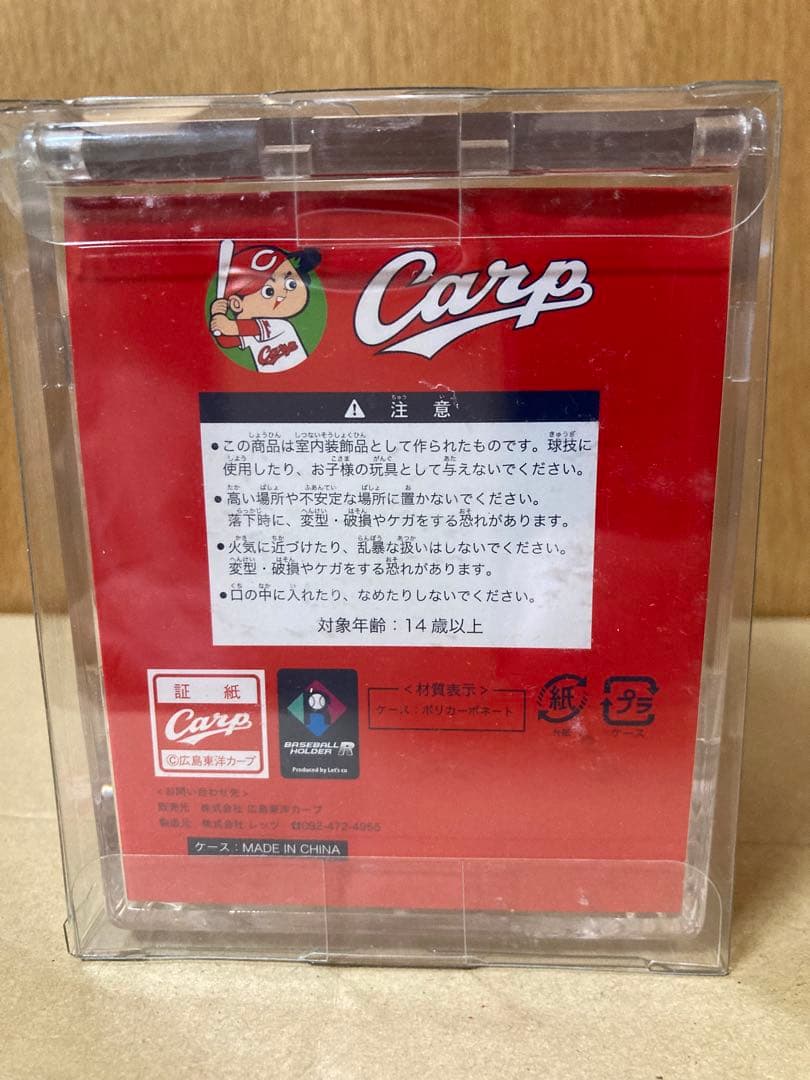 C
Carp
Carp
注 意
●この商品は室内装飾品として作られたものです。球技に
使用したり、お子様の玩具として与えないでください。
●高い場所や不安定な場所に置かないでください。
落下時に、変型・破損やケガをする恐れがあります。
●火気に近づけたり、乱暴な扱いはしないでください。
変型・破損やケガをする恐れがあります。
●口の中に入れたり、なめたりしないでください。
対象年齢：14歳以上
証 紙
Carp
©広島東洋カープ
BASEBALL
HOLDER R
Produced by Let's co
＜材質表示＞
ケース：ポリカーボネート
紙
プラ
ケース
＜お問い合わせ先＞
販売元 株式会社 広島東洋カープ
製造元 株式会社 レッツ ☎092-472-4955
ケース：MADE IN CHINA